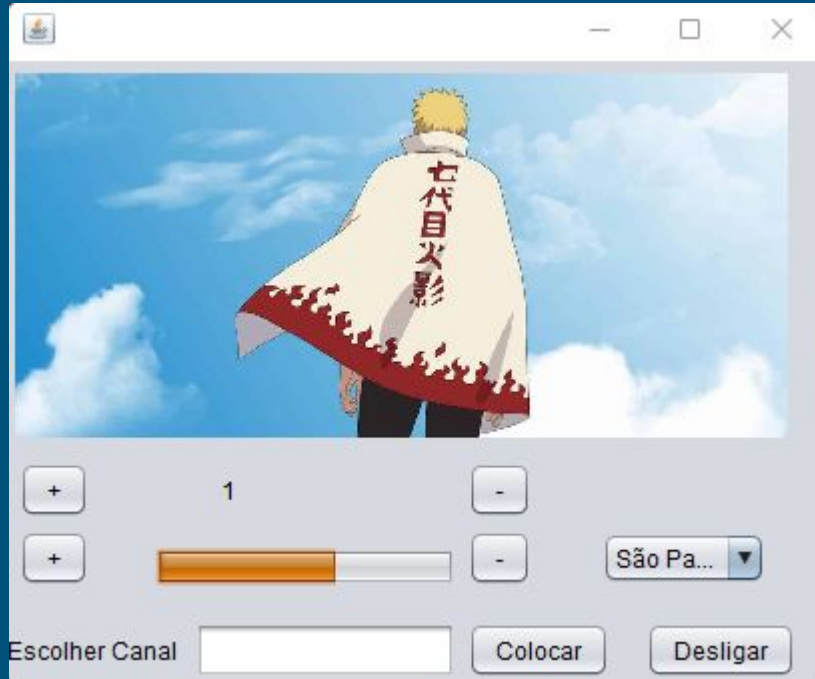 七代目火影
+ 1 -
+ - São Pa...
Escolher Canal Colocar Desligar